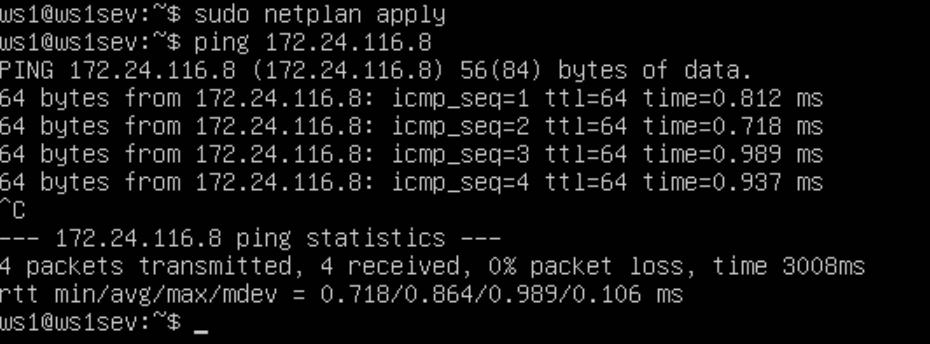 ws1@ws1sev:~$ sudo netplan apply
ws1@ws1sev:~$ ping 172.24.116.8
PING 172.24.116.8 (172.24.116.8) 56(84) bytes of data.
64 bytes from 172.24.116.8: icmp_seq=1 ttl=64 time=0.812 ms
64 bytes from 172.24.116.8: icmp_seq=2 ttl=64 time=0.718 ms
64 bytes from 172.24.116.8: icmp_seq=3 ttl=64 time=0.989 ms
64 bytes from 172.24.116.8: icmp_seq=4 ttl=64 time=0.937 ms
^C
--- 172.24.116.8 ping statistics ---
4 packets transmitted, 4 received, 0% packet loss, time 3008ms
rtt min/avg/max/mdev = 0.718/0.864/0.989/0.106 ms
ws1@ws1sev:~$ _